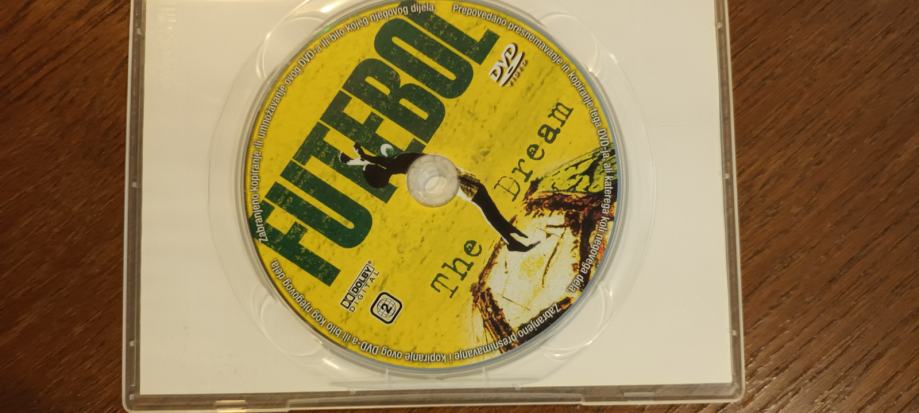 FUTEBOL
The Dream
DVD
VIDEO
DOLBY
DIGITAL
2
Zabranjeno kopiranje ili umnožavanje ovog DVD-a ili bilo kojeg njegovog dijela.
Prepovedano presnemavanje in kopiranje tega DVD-ja, ali katerega koli njegovega dela
Zabranjeno presnimavanje i kopiranje ovog DVD-a ili bilo kog njegovog dela